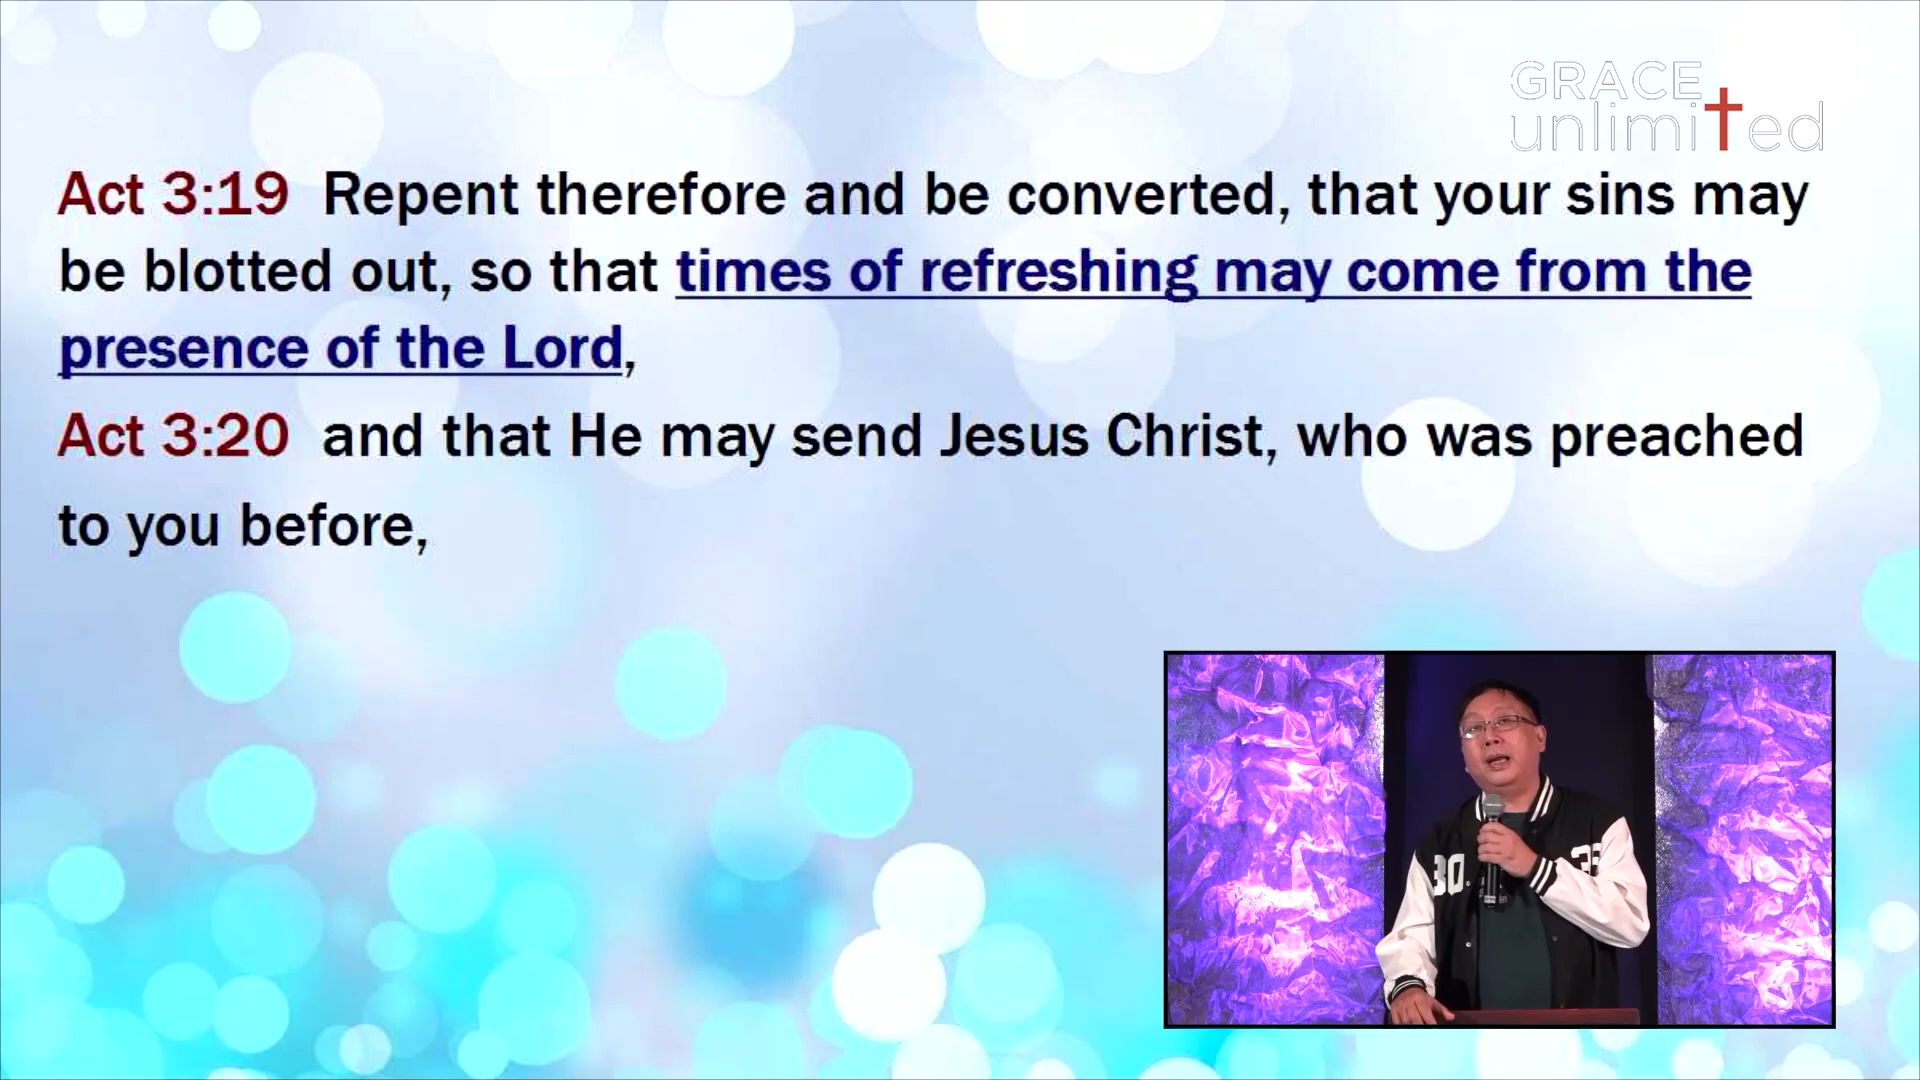 GRACE
unlimited
Act 3:19 Repent therefore and be converted, that your sins may
be blotted out, so that times of refreshing may come from the
presence of the Lord,
Act 3:20 and that He may send Jesus Christ, who was preached
to you before,
30